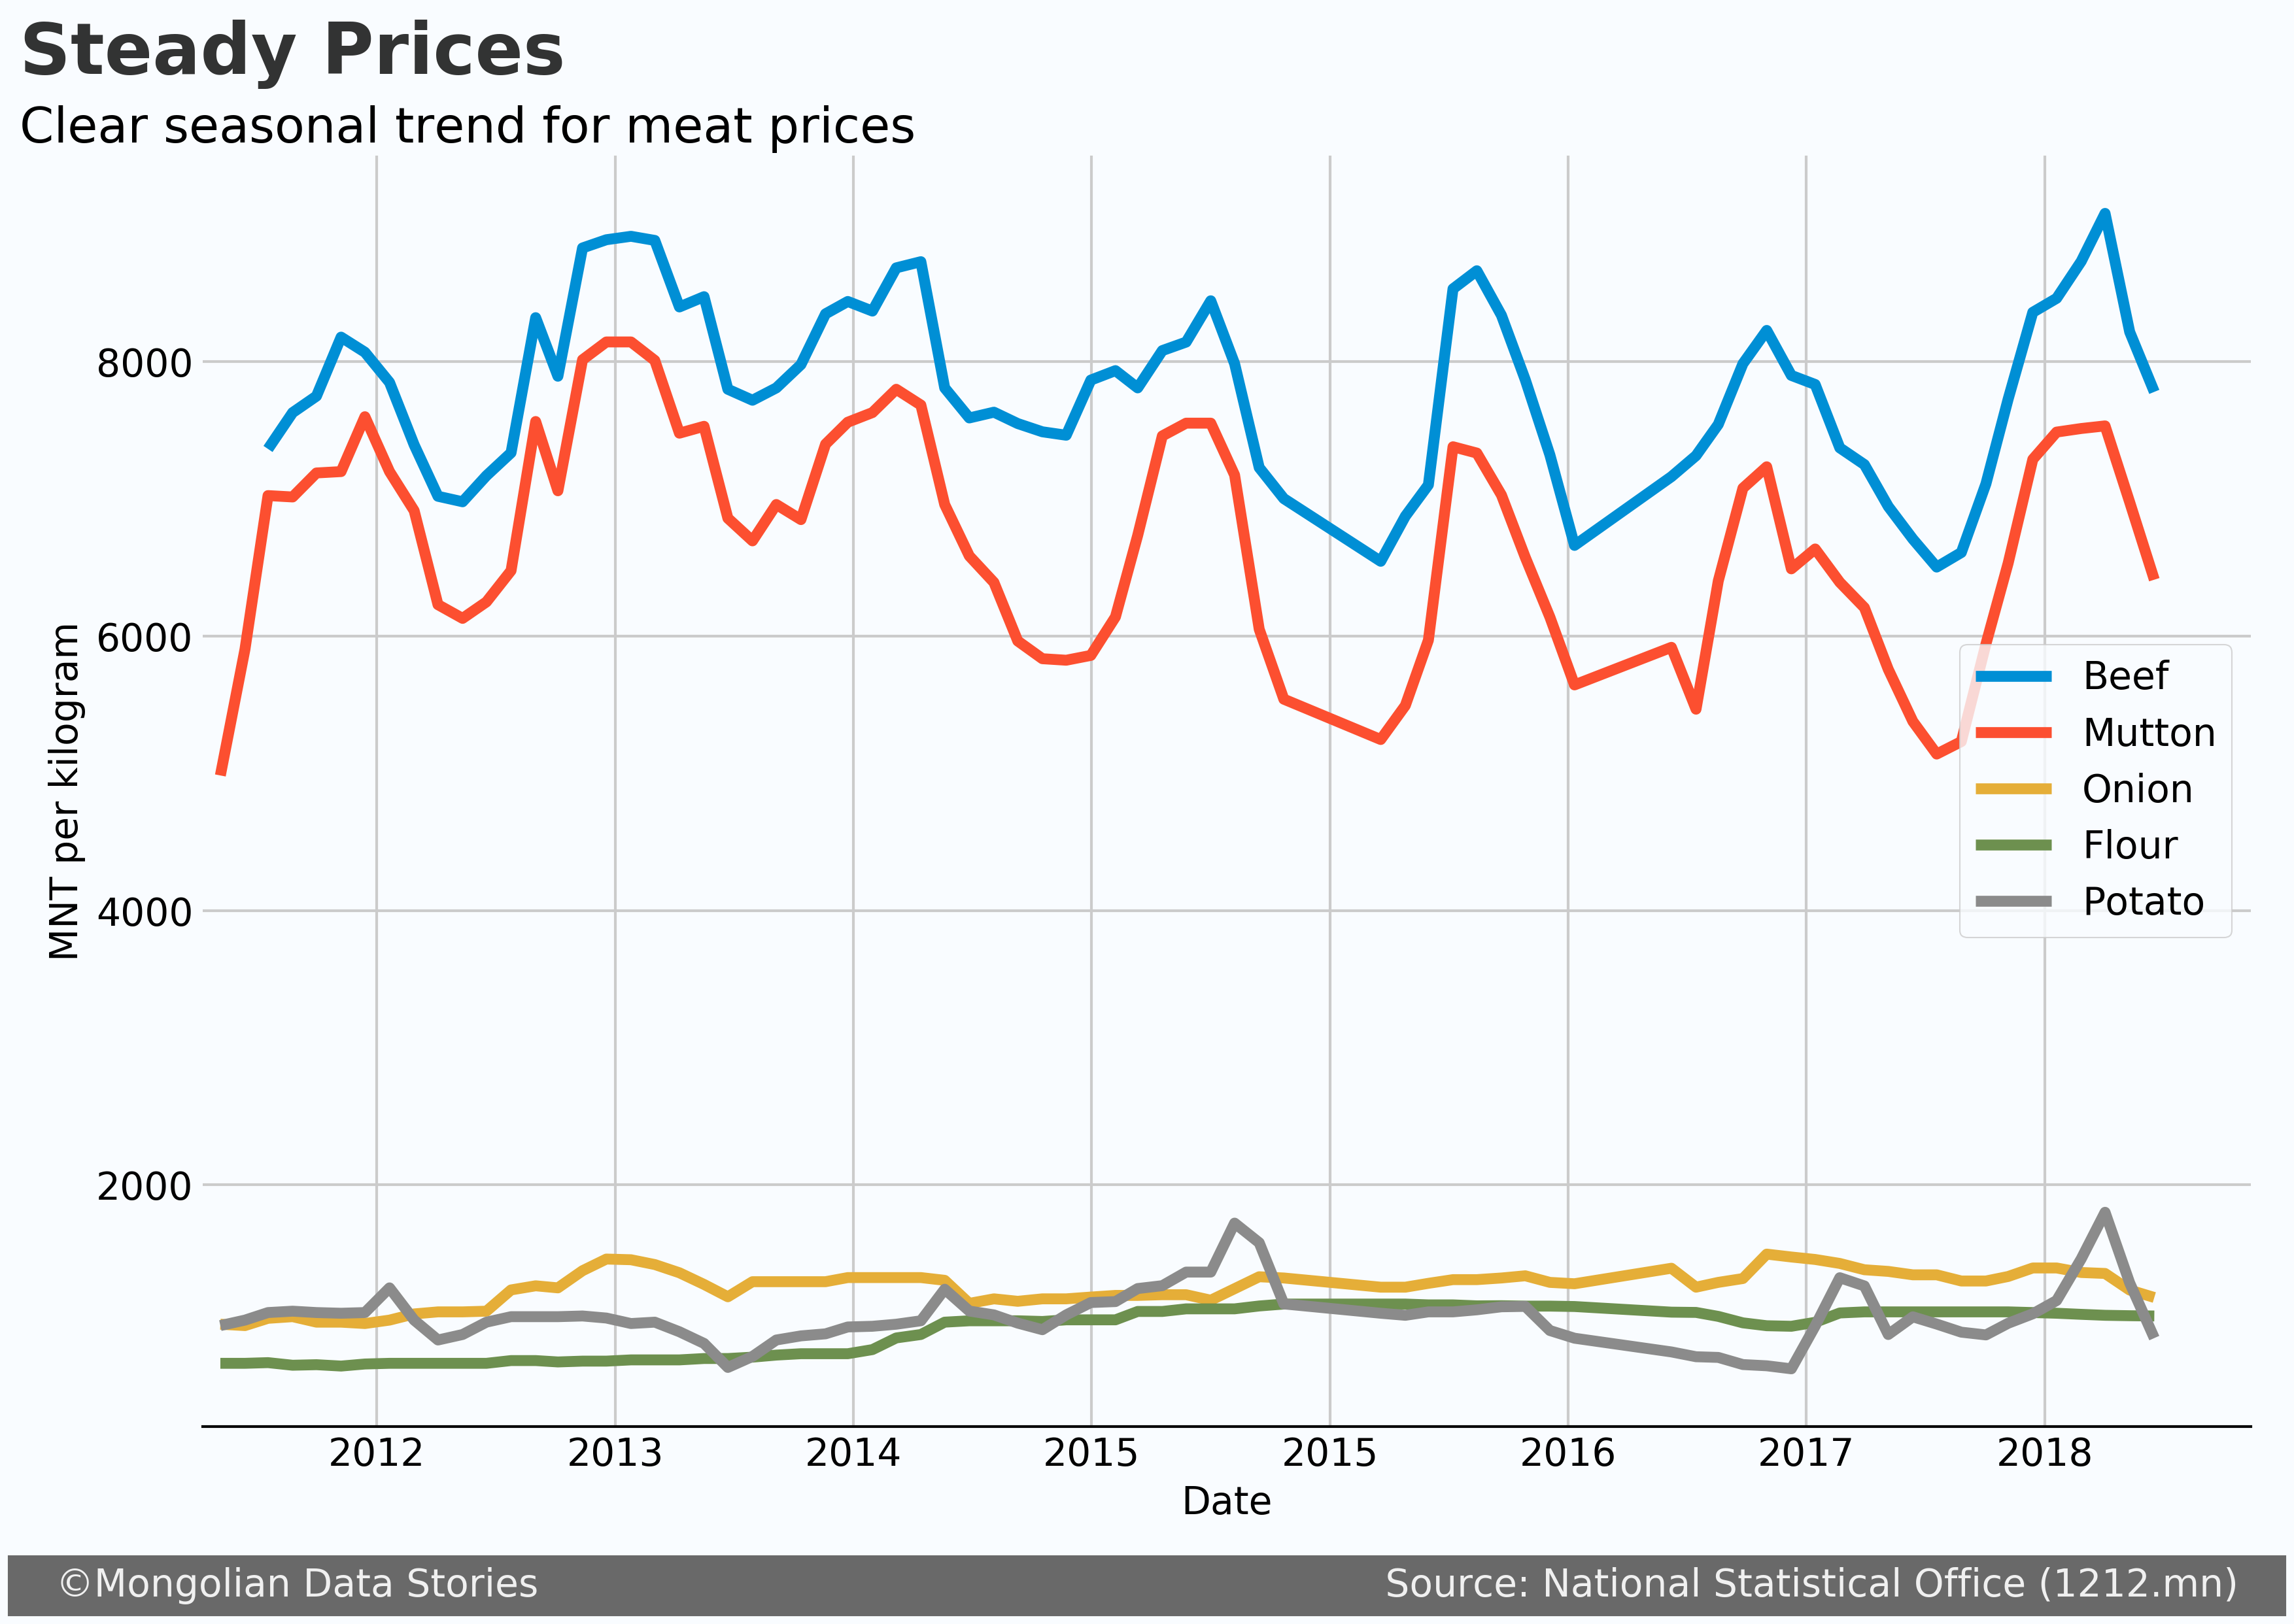 Steady Prices
Clear seasonal trend for meat prices
MNT per kilogram
8000
6000
4000
2000
Beef
Mutton
Onion
Flour
Potato
2012 2013 2014 2015 2015 2016 2017 2018
Date
©Mongolian Data Stories Source: National Statistical Office (1212.mn)